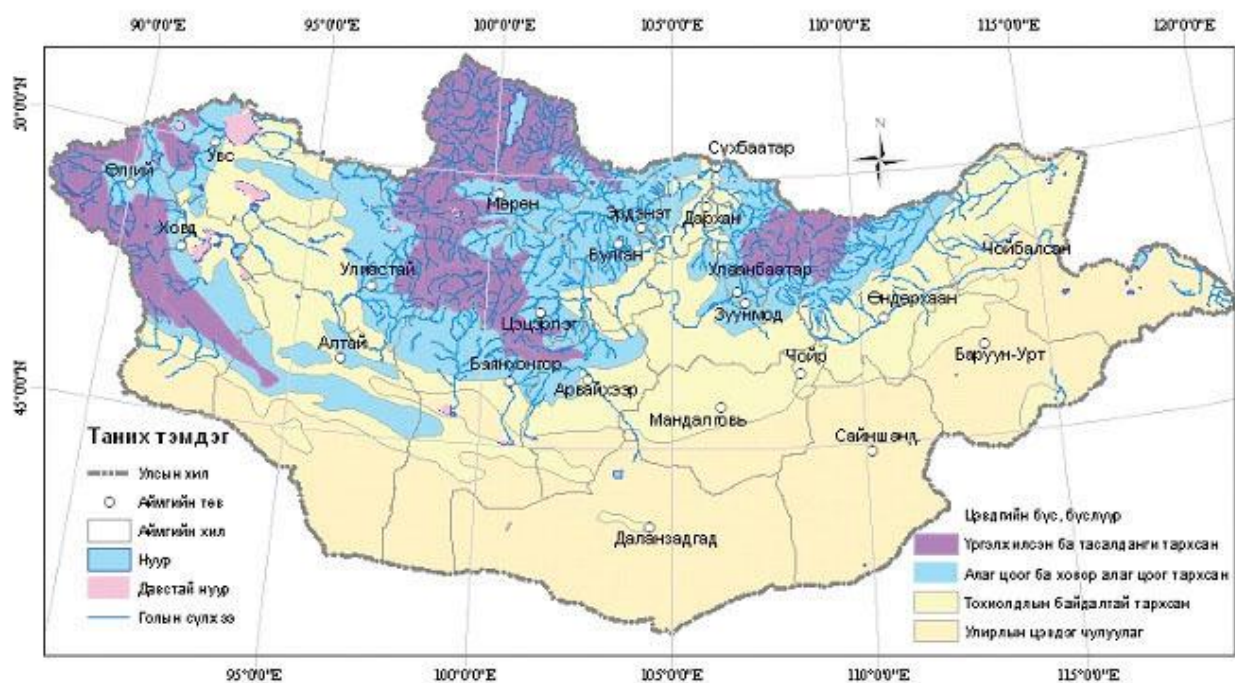 90°0'0"E 95°0'0"E 100°0'0"E 105°0'0"E 110°0'0"E 115°0'0"E 120°0'0"E
50°0'0"N
45°0'0"N
N
Сүхбаатар
Увс
Өлгий
Мөрөн
Эрдэнэт
Дархан
Ховд
Булган
Чойбалсан
Улиастай
Улаанбаатар
Өндөрхаан
Зуунмод
Цэцэрлэг
Алтай
Баянхонгор
Арвайхээр
Чойр
Баруун-Урт
Мандалговь
Сайншанд
Даланзадгад
Таних тэмдэг
Улсын хил
Аймгийн төв
Аймгийн хил
Нуур
Давстай нуур
Голын сүлжээ
Цэвдгийн бүс, бүслүүр
Үргэлжилсэн ба тасалданги тархсан
Алаг цоог ба ховор алаг цоог тархсан
Тохиолдлын байдалтай тархсан
Улирлын цэвдэг чулуулаг
95°0'0"E 100°0'0"E 105°0'0"E 110°0'0"E 115°0'0"E